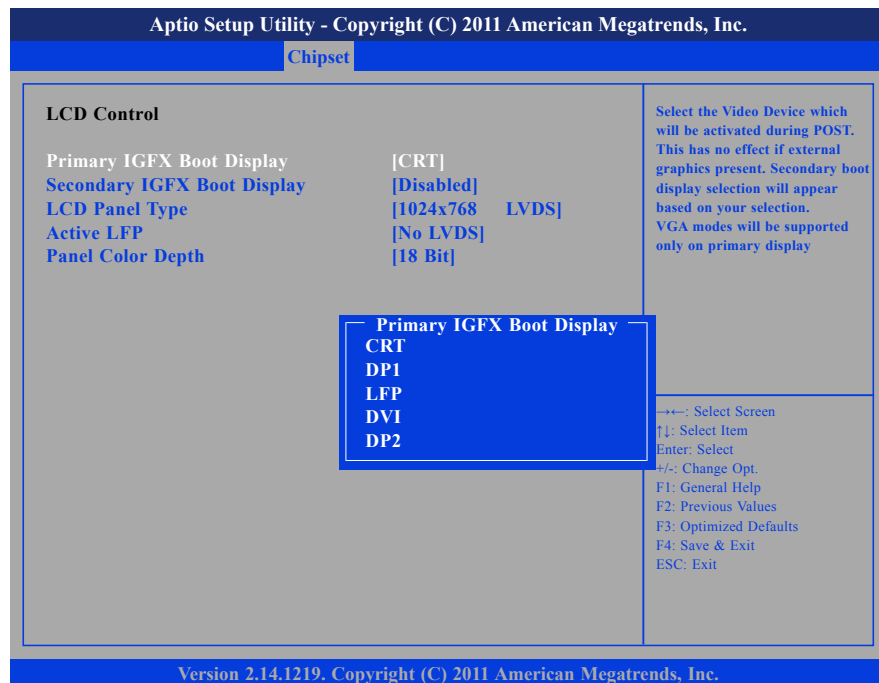 Aptio Setup Utility - Copyright (C) 2011 American Megatrends, Inc.
Chipset
LCD Control
Primary IGFX Boot Display [CRT]
Secondary IGFX Boot Display [Disabled]
LCD Panel Type [1024x768 LVDS]
Active LFP [No LVDS]
Panel Color Depth [18 Bit]
Primary IGFX Boot Display
CRT
DP1
LFP
DVI
DP2
Select the Video Device which
will be activated during POST.
This has no effect if external
graphics present. Secondary boot
display selection will appear
based on your selection.
VGA modes will be supported
only on primary display
→←: Select Screen
↑↓: Select Item
Enter: Select
+/-: Change Opt.
F1: General Help
F2: Previous Values
F3: Optimized Defaults
F4: Save & Exit
ESC: Exit
Version 2.14.1219. Copyright (C) 2011 American Megatrends, Inc.